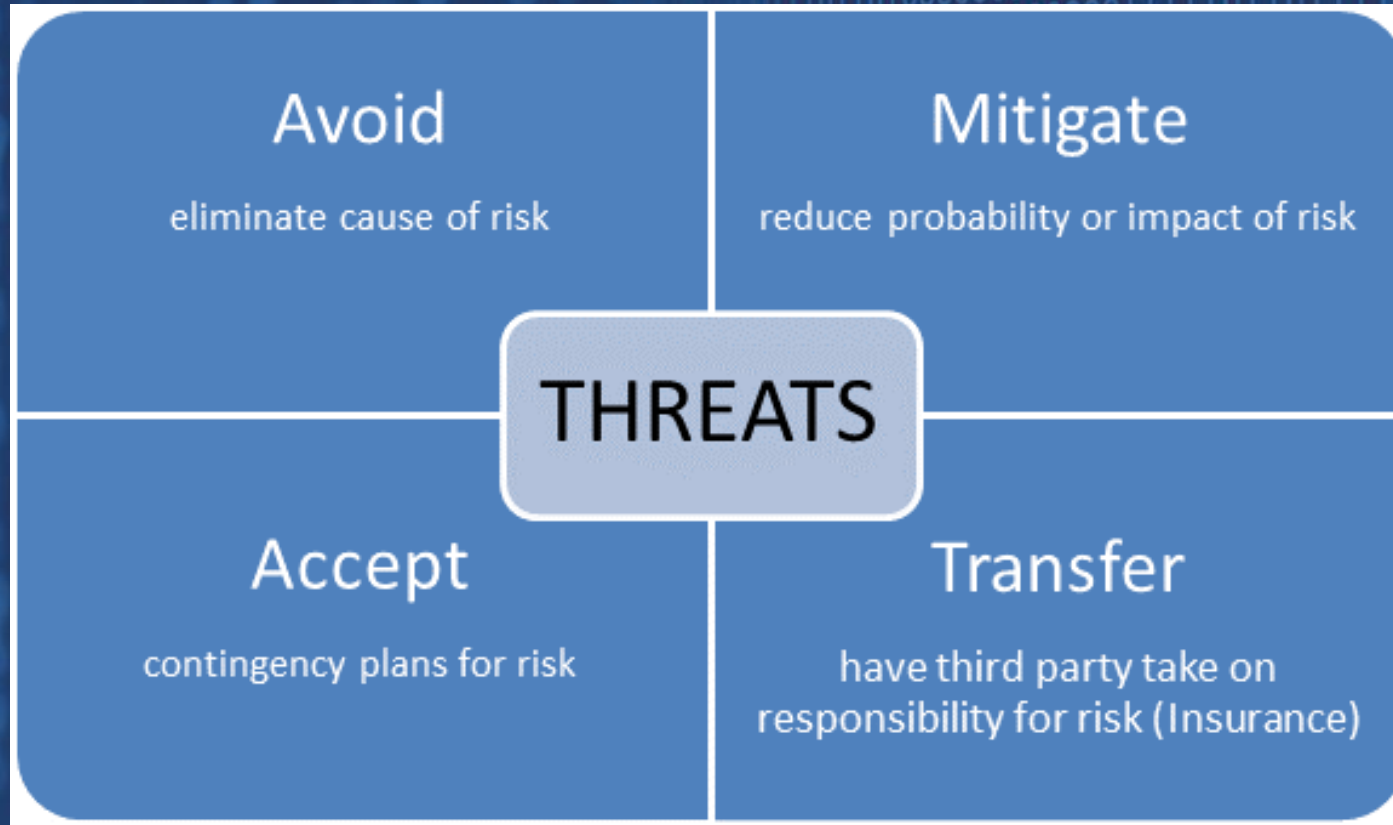 Avoid
eliminate cause of risk
Mitigate
reduce probability or impact of risk
THREATS
Accept
contingency plans for risk
Transfer
have third party take on
responsibility for risk (Insurance)